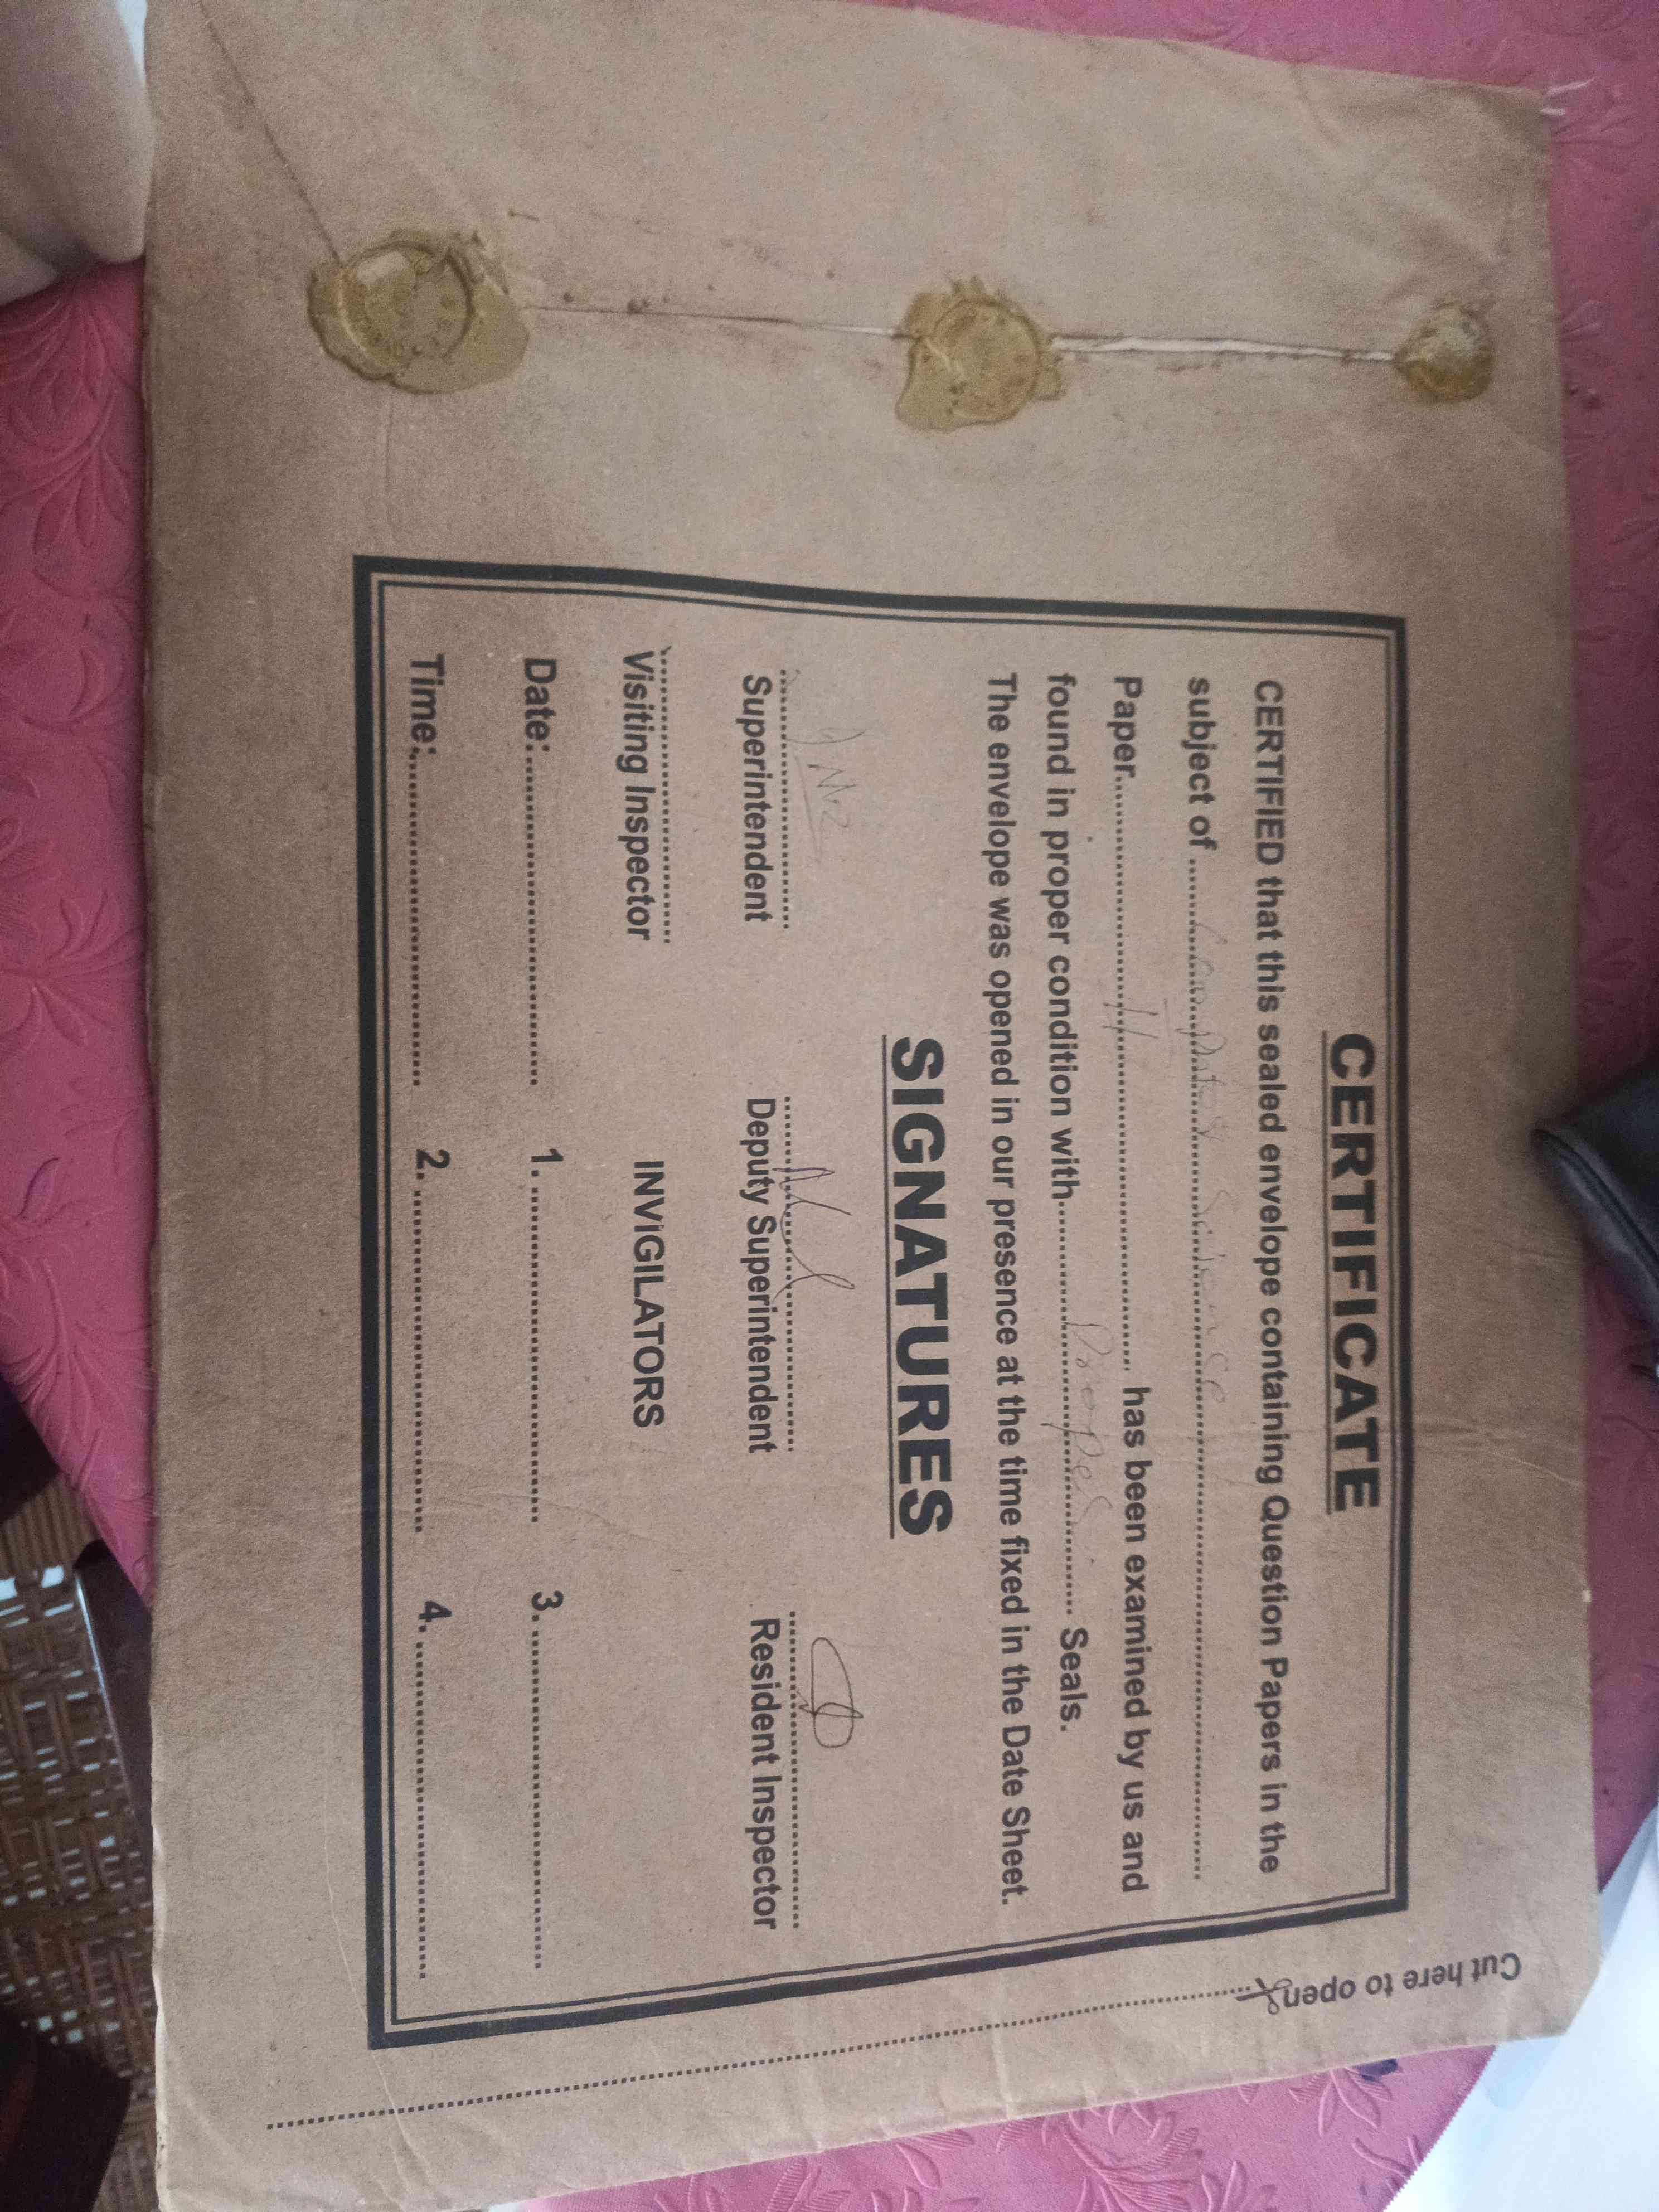 CERTIFICATE
CERTIFIED that this sealed envelope containing Question Papers in the
subject of .......... Computer Science ..........
Paper.......... II .......... has been examined by us and
found in proper condition with.......... Proper .......... Seals.
The envelope was opened in our presence at the time fixed in the Date Sheet.
SIGNATURES
Superintendent Deputy Superintendent Resident Inspector
Visiting Inspector INViGILATORS
Date:.......... 1. .......... 3. ..........
Time:.......... 2. .......... 4. ..........
Cut here to open